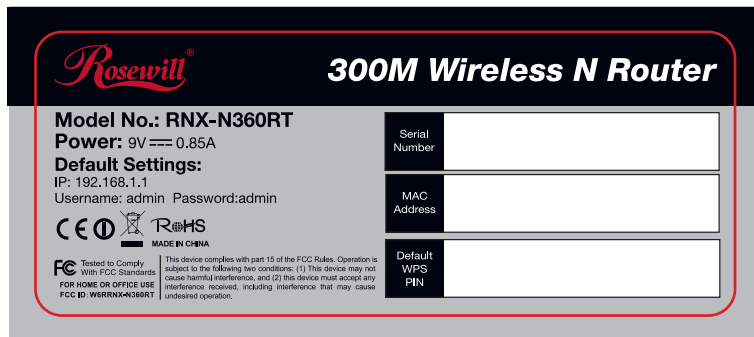 Rosewill®
300M Wireless N Router
Model No.: RNX-N360RT
Power: 9V 0.85A
Default Settings:
IP: 192.168.1.1
Username: admin Password:admin
CE
RoHS
MADE IN CHINA
FC Tested to Comply
With FCC Standards
FOR HOME OR OFFICE USE
FCC ID: W6RRNX-N360RT
This device complies with part 15 of the FCC Rules. Operation is
subject to the following two conditions: (1) This device may not
cause harmful interference, and (2) this device must accept any
interference received, including interference that may cause
undesired operation.
Serial
Number
MAC
Address
Default
WPS
PIN